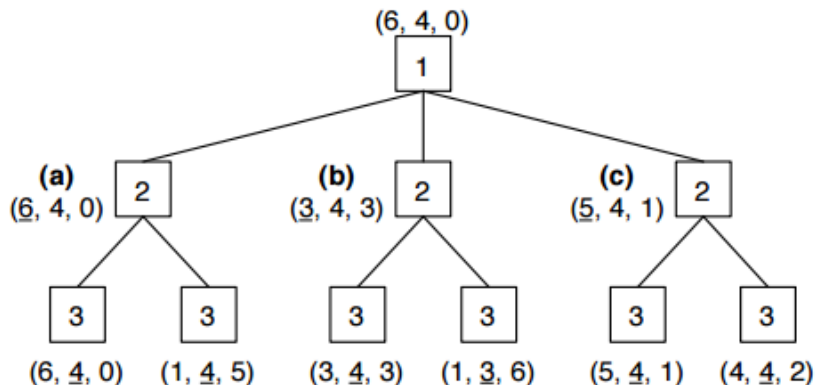 (6, 4, 0)
1
(a) (b) (c)
2 2 2
(6, 4, 0) (3, 4, 3) (5, 4, 1)
3 3 3 3 3 3
(6, 4, 0) (1, 4, 5) (3, 4, 3) (1, 3, 6) (5, 4, 1) (4, 4, 2)